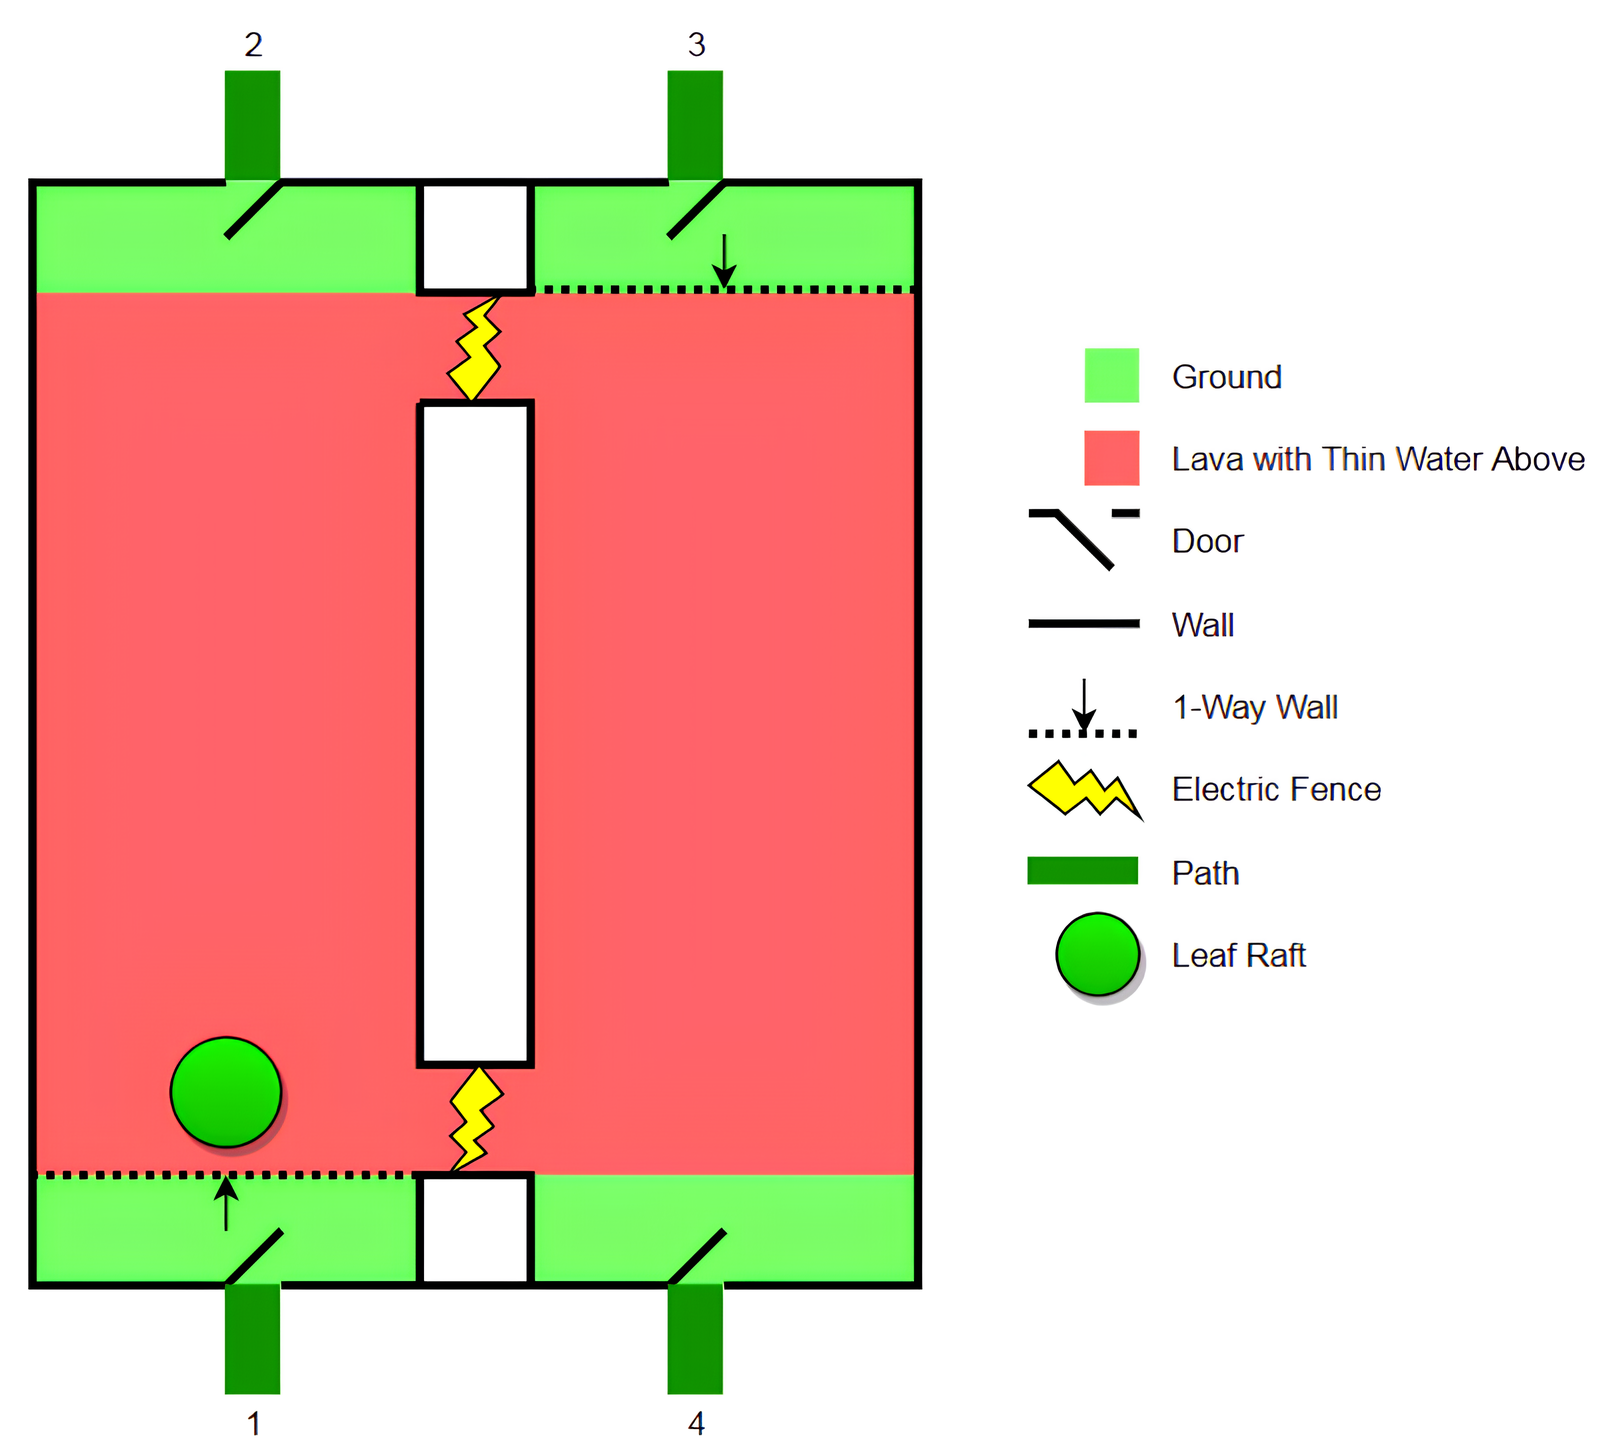 2
3
Ground
Lava with Thin Water Above
Door
Wall
1-Way Wall
Electric Fence
Path
Leaf Raft
1
4